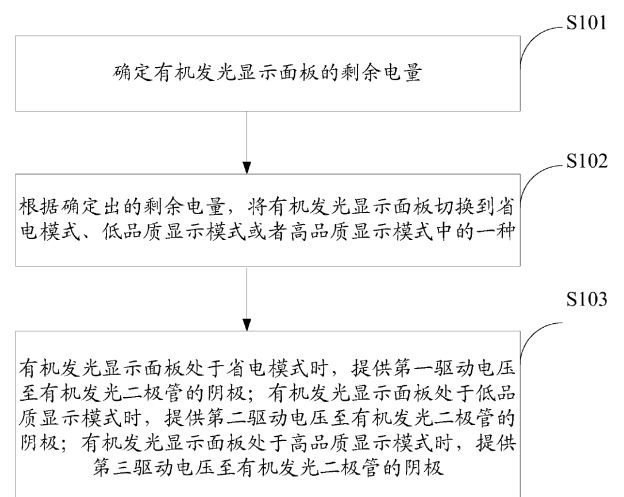 S101
确定有机发光显示面板的剩余电量
S102
根据确定出的剩余电量，将有机发光显示面板切换到省
电模式、低品质显示模式或者高品质显示模式中的一种
S103
有机发光显示面板处于省电模式时，提供第一驱动电压
至有机发光二极管的阴极；有机发光显示面板处于低品
质显示模式时，提供第二驱动电压至有机发光二极管的
阴极；有机发光显示面板处于高品质显示模式时，提供
第三驱动电压至有机发光二极管的阴极